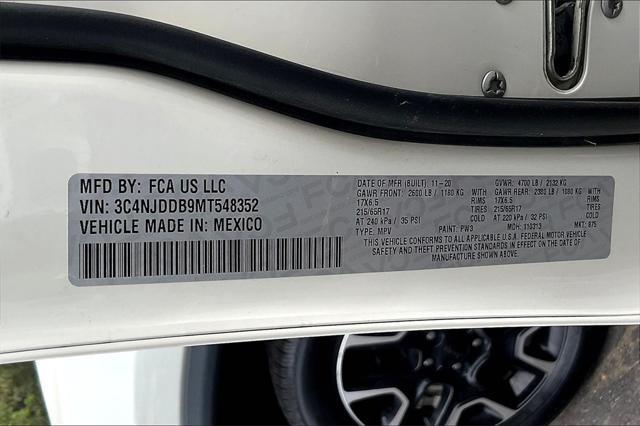 MFD BY: FCA US LLC
VIN: 3C4NJDDB9MT548352
VEHICLE MADE IN: MEXICO
DATE OF MFR (BUILT): 11-20 GVWR: 4700 LB / 2132 KG
GAWR FRONT: 2600 LB / 1180 KG WITH GAWR REAR: 2380 LB / 1080 KG WITH
17X6.5 RIMS 17X6.5 RIMS
215/65R17 TIRES 215/65R17 TIRES
AT 240 kPa / 35 PSI COLD AT 220 kPa / 32 PSI COLD
TYPE: MPV PAINT: PW3 MDH: 110313 MKT: 875
THIS VEHICLE CONFORMS TO ALL APPLICABLE U.S.A. FEDERAL MOTOR VEHICLE
SAFETY AND THEFT PREVENTION STANDARDS IN EFFECT ON THE DATE OF
MANUFACTURE SHOWN ABOVE.